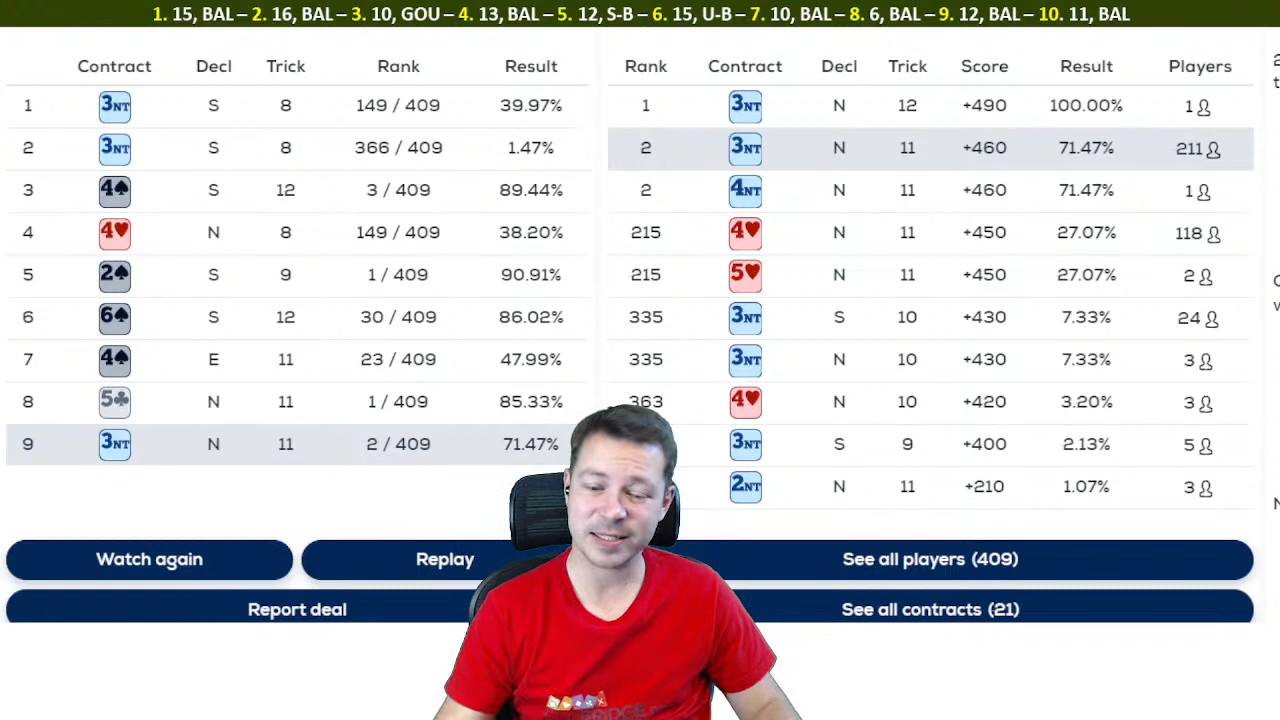 1. 15, BAL – 2. 16, BAL – 3. 10, GOU – 4. 13, BAL – 5. 12, S-B – 6. 15, U-B – 7. 10, BAL – 8. 6, BAL – 9. 12, BAL – 10. 11, BAL
Contract Decl Trick Rank Result
1 3NT S 8 149 / 409 39.97%
2 3NT S 8 366 / 409 1.47%
3 4♠ S 12 3 / 409 89.44%
4 4♥ N 8 149 / 409 38.20%
5 2♠ S 9 1 / 409 90.91%
6 6♠ S 12 30 / 409 86.02%
7 4♠ E 11 23 / 409 47.99%
8 5♣ N 11 1 / 409 85.33%
9 3NT N 11 2 / 409 71.47%
Rank Contract Decl Trick Score Result Players
1 3NT N 12 +490 100.00% 1
2 3NT N 11 +460 71.47% 211
2 4NT N 11 +460 71.47% 1
215 4♥ N 11 +450 27.07% 118
215 5♥ N 11 +450 27.07% 2
335 3NT S 10 +430 7.33% 24
335 3NT N 10 +430 7.33% 3
363 4♥ N 10 +420 3.20% 3
3NT S 9 +400 2.13% 5
2NT N 11 +210 1.07% 3
Watch again
Replay
See all players (409)
Report deal
See all contracts (21)